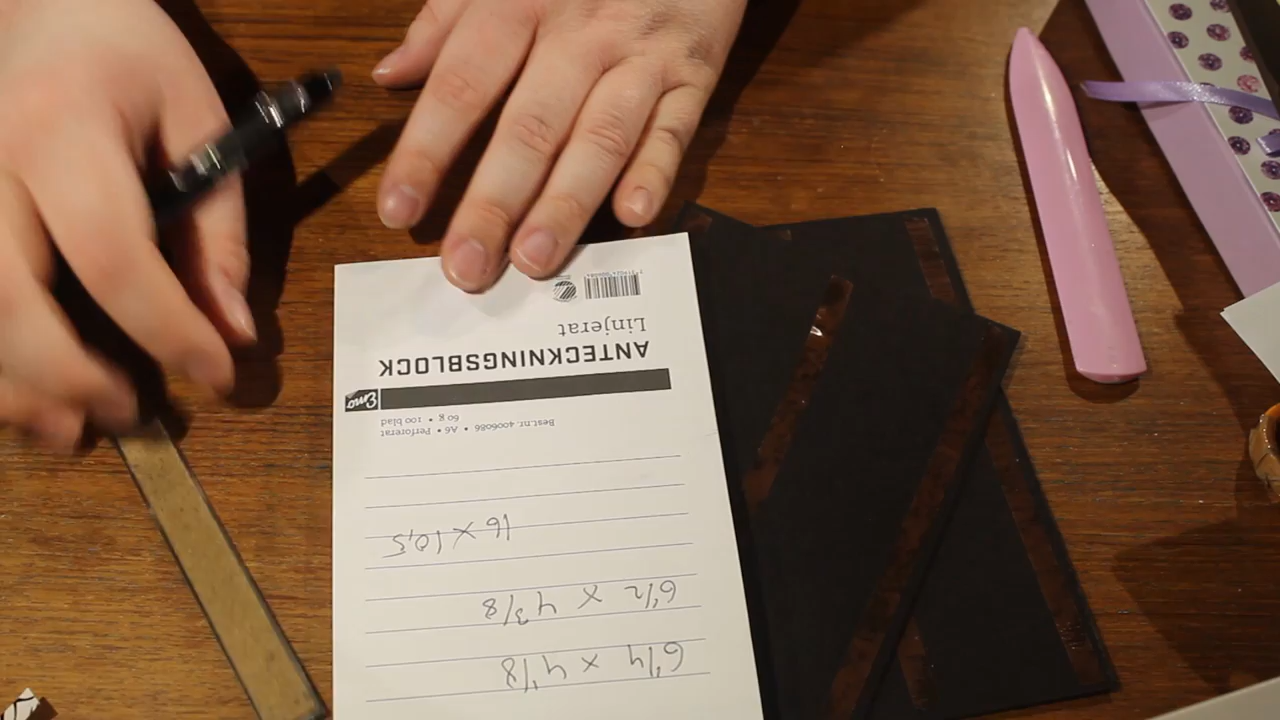 6 1/4 x 4 1/8
6 1/2 x 4 3/8
16 x 10,5
Best.nr. 4006086 • A6 • Perforerat
60 g • 100 blad
Emo
ANTECKNINGSBLOCK
Linjerat